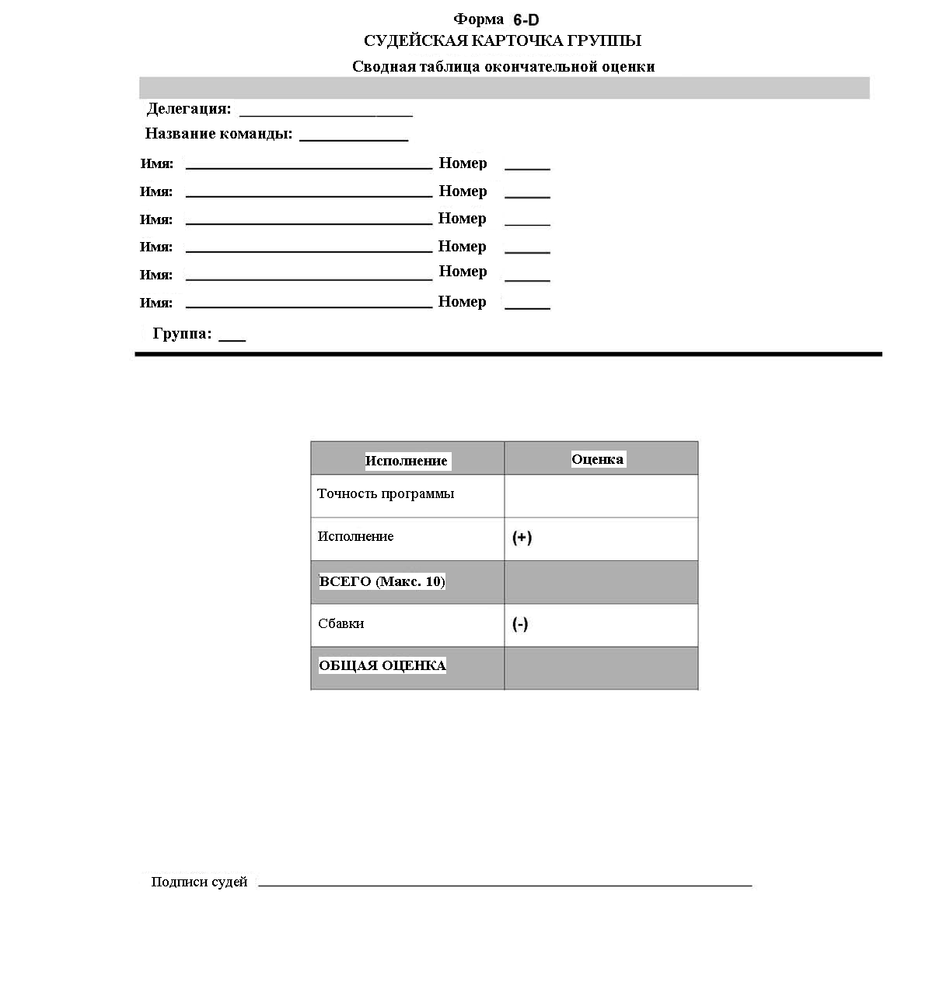 Форма 6-D
СУДЕЙСКАЯ КАРТОЧКА ГРУППЫ
Сводная таблица окончательной оценки
Делегация:
Название команды:
Имя: Номер
Имя: Номер
Имя: Номер
Имя: Номер
Имя: Номер
Имя: Номер
Группа:
Исполнение Оценка
Точность программы
Исполнение (+)
ВСЕГО (Макс. 10)
Сбавки (-)
ОБЩАЯ ОЦЕНКА
Подписи судей